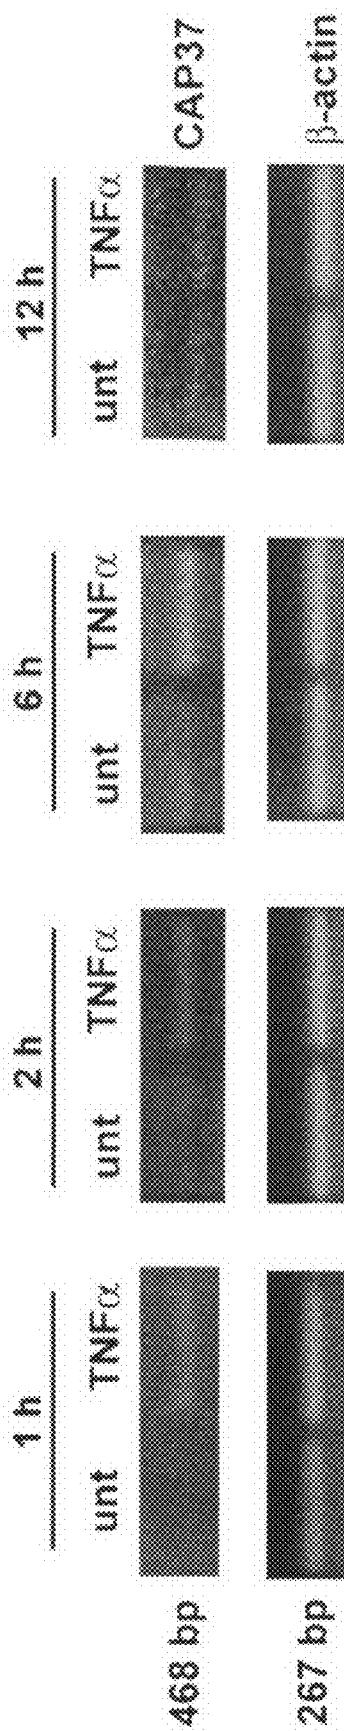 1 h 2 h 6 h 12 h
unt TNFα unt TNFα unt TNFα unt TNFα
468 bp CAP37
267 bp β-actin